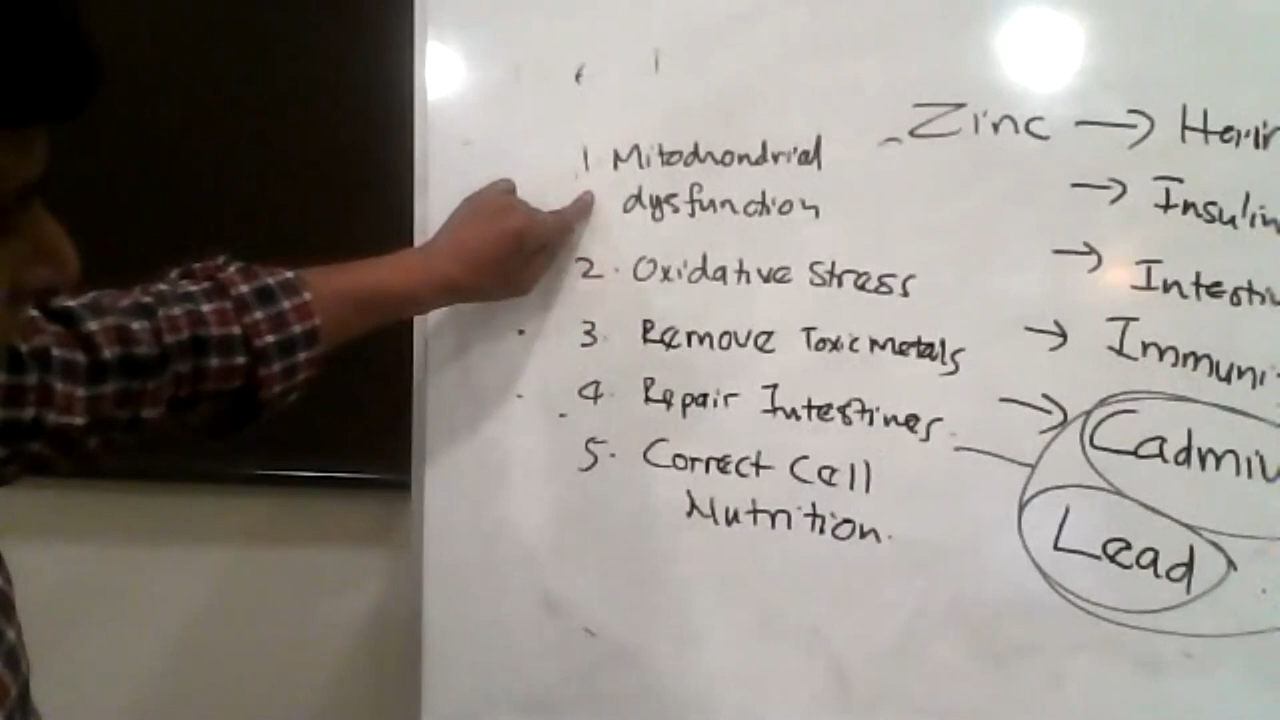 1 Mitochondrial
dysfunction
2. Oxidative Stress
3. Remove Toxic metals
4. Repair Intestines
5. Correct Cell
Nutrition.
Zinc →
→ Insulin
→ Intesti
→ Immuni
→ Cadmiu
Lead